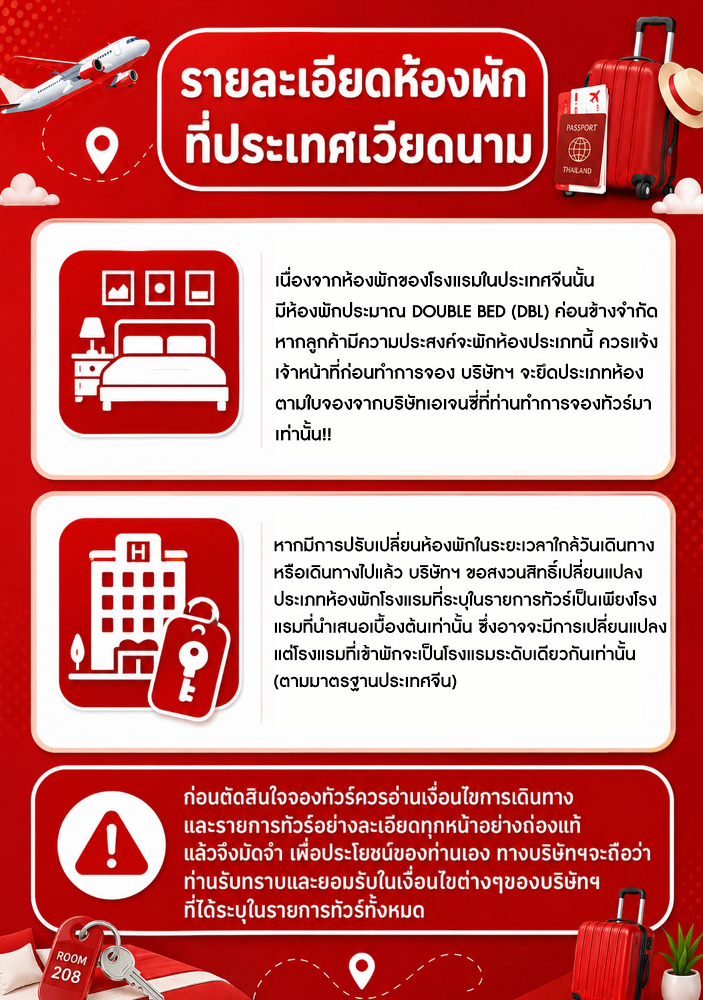 รายละเอียดห้องพัก
ที่ประเทศเวียดนาม
PASSPORT
THAILAND
เนื่องจากห้องพักของโรงแรมในประเทศจีนนั้น
มีห้องพักประมาณ DOUBLE BED (DBL) ค่อนข้างจำกัด
หากลูกค้ามีความประสงค์จะพักห้องประเภทนี้ ควรแจ้ง
เจ้าหน้าที่ก่อนทำการจอง บริษัทฯ จะยึดประเภทห้อง
ตามใบจองจากบริษัทเอเจนซี่ที่ท่านทำการจองทัวร์มา
เท่านั้น!!
H
หากมีการปรับเปลี่ยนห้องพักในระยะเวลาใกล้วันเดินทาง
หรือเดินทางไปแล้ว บริษัทฯ ขอสงวนสิทธิ์เปลี่ยนแปลง
ประเภทห้องพักโรงแรมที่ระบุในรายการทัวร์เป็นเพียงโรง
แรมที่นำเสนอเบื้องต้นเท่านั้น ซึ่งอาจจะมีการเปลี่ยนแปลง
แต่โรงแรมที่เข้าพักจะเป็นโรงแรมระดับเดียวกันเท่านั้น
(ตามมาตรฐานประเทศจีน)
ก่อนตัดสินใจจองทัวร์ควรอ่านเงื่อนไขการเดินทาง
และรายการทัวร์อย่างละเอียดทุกหน้าอย่างถ่องแท้
แล้วจึงมัดจำ เพื่อประโยชน์ของท่านเอง ทางบริษัทฯจะถือว่า
ท่านรับทราบและยอมรับในเงื่อนไขต่างๆของบริษัทฯ
ที่ได้ระบุในรายการทัวร์ทั้งหมด
ROOM
208